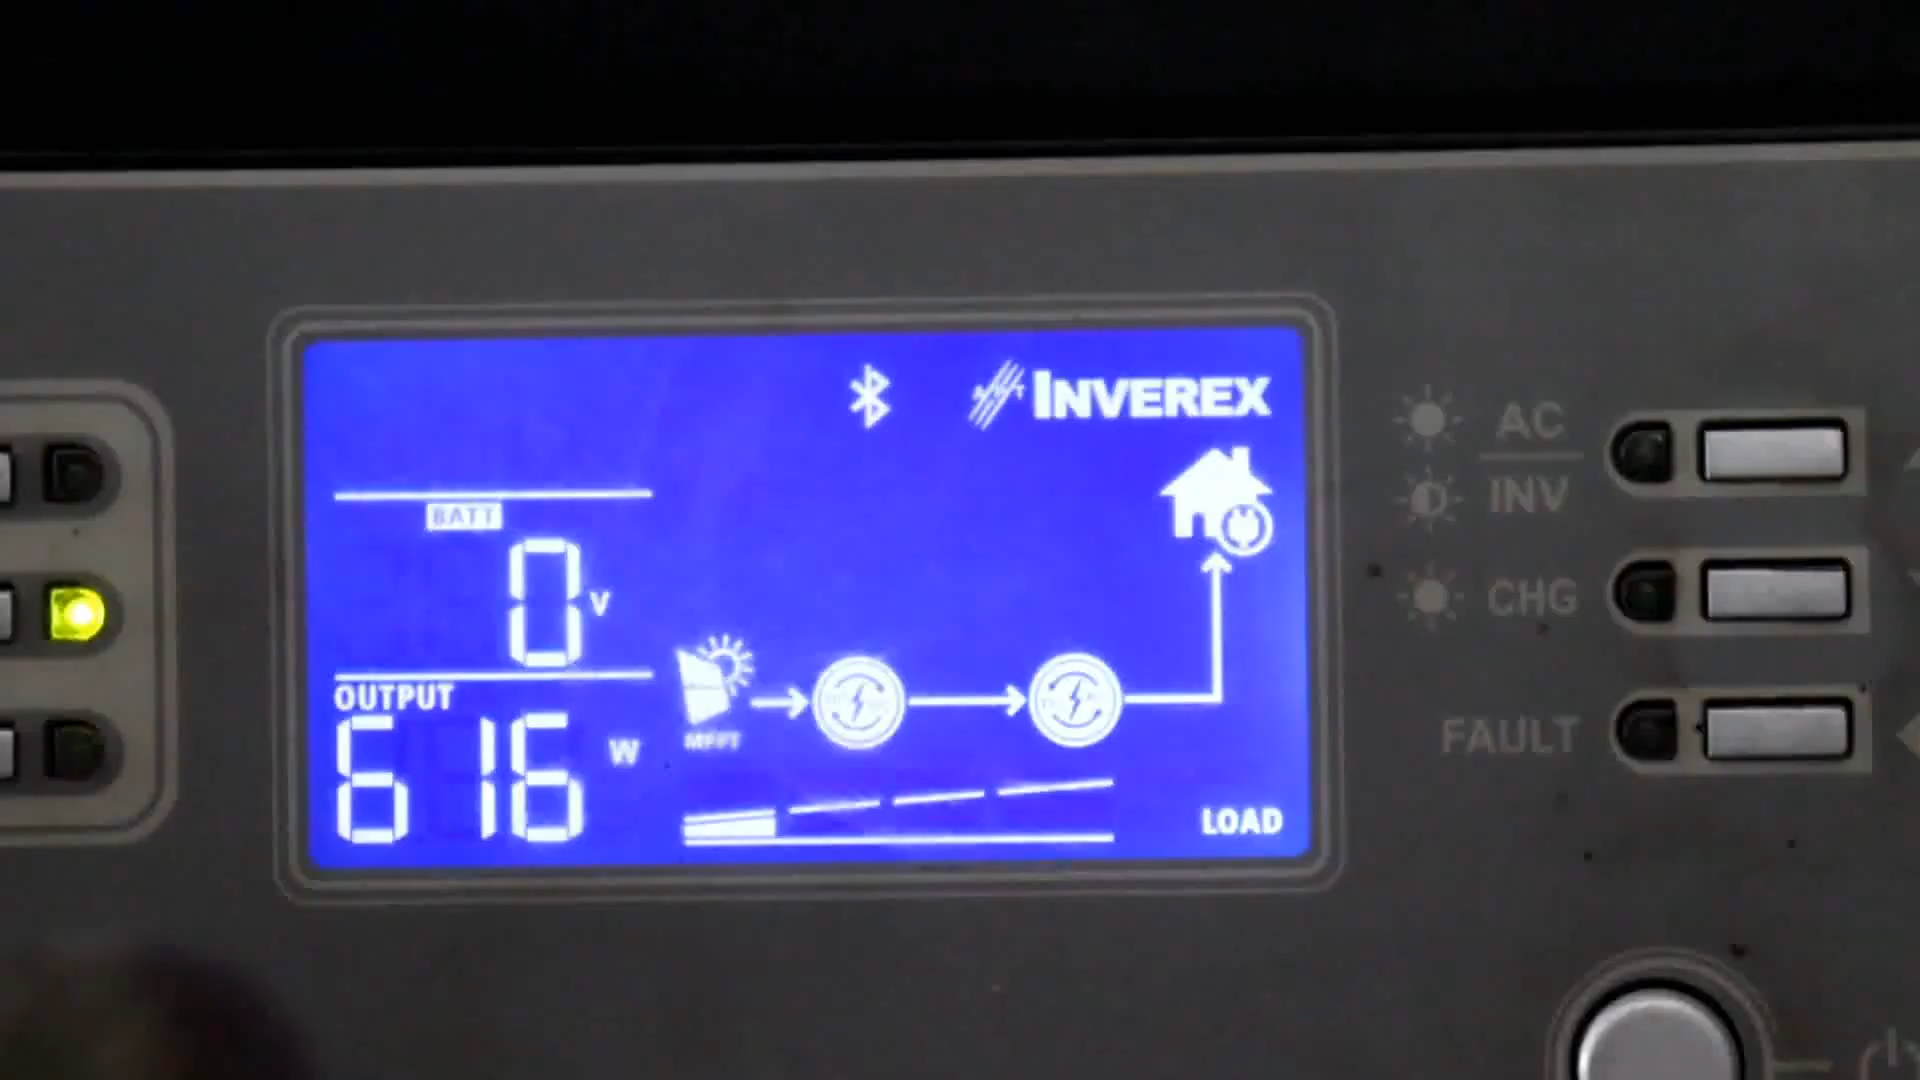 INVEREX
BATT
0 V
OUTPUT
616 W
MPPT
LOAD
AC
INV
CHG
FAULT